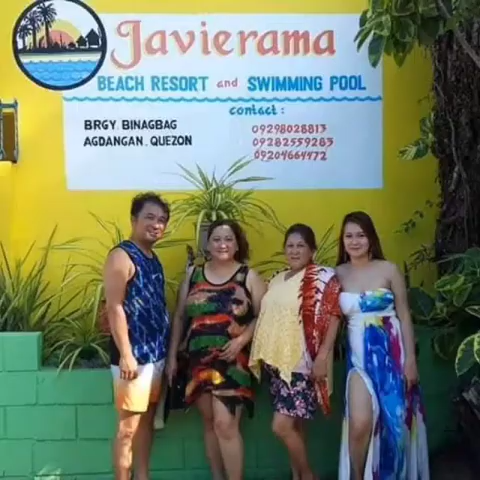 Javierama
BEACH RESORT and SWIMMING POOL
contact :
BRGY. BINAGBAG
AGDANGAN. QUEZON
09298028813
09282559283
09204664472